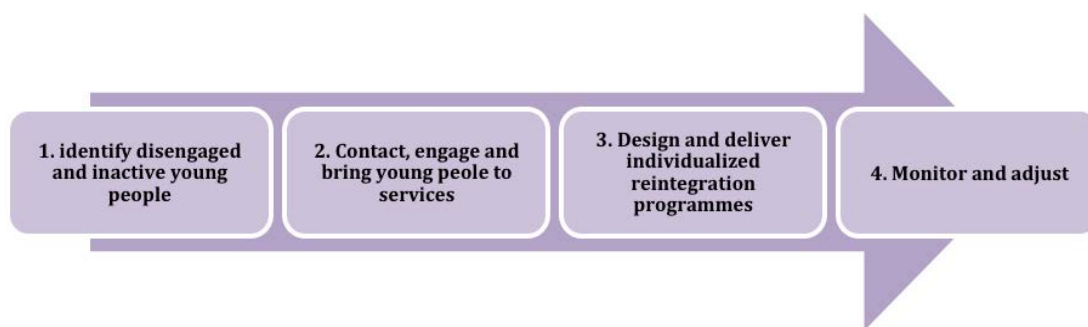 1. identify disengaged
and inactive young
people
2. Contact, engage and
bring young peole to
services
3. Design and deliver
individualized
reintegration
programmes
4. Monitor and adjust